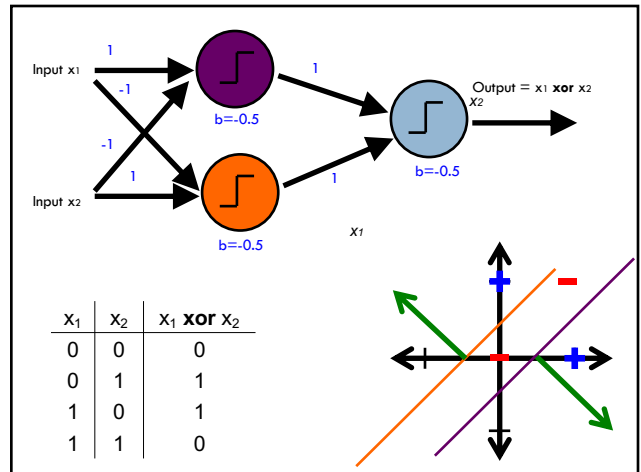 1
Input x1
-1
1
Output = x1 xor x2
x2
b=-0.5
-1
1
1
b=-0.5
Input x2
b=-0.5
x1
x1 x2 x1 xor x2
0 0 0
0 1 1
1 0 1
1 1 0
+ −
− +